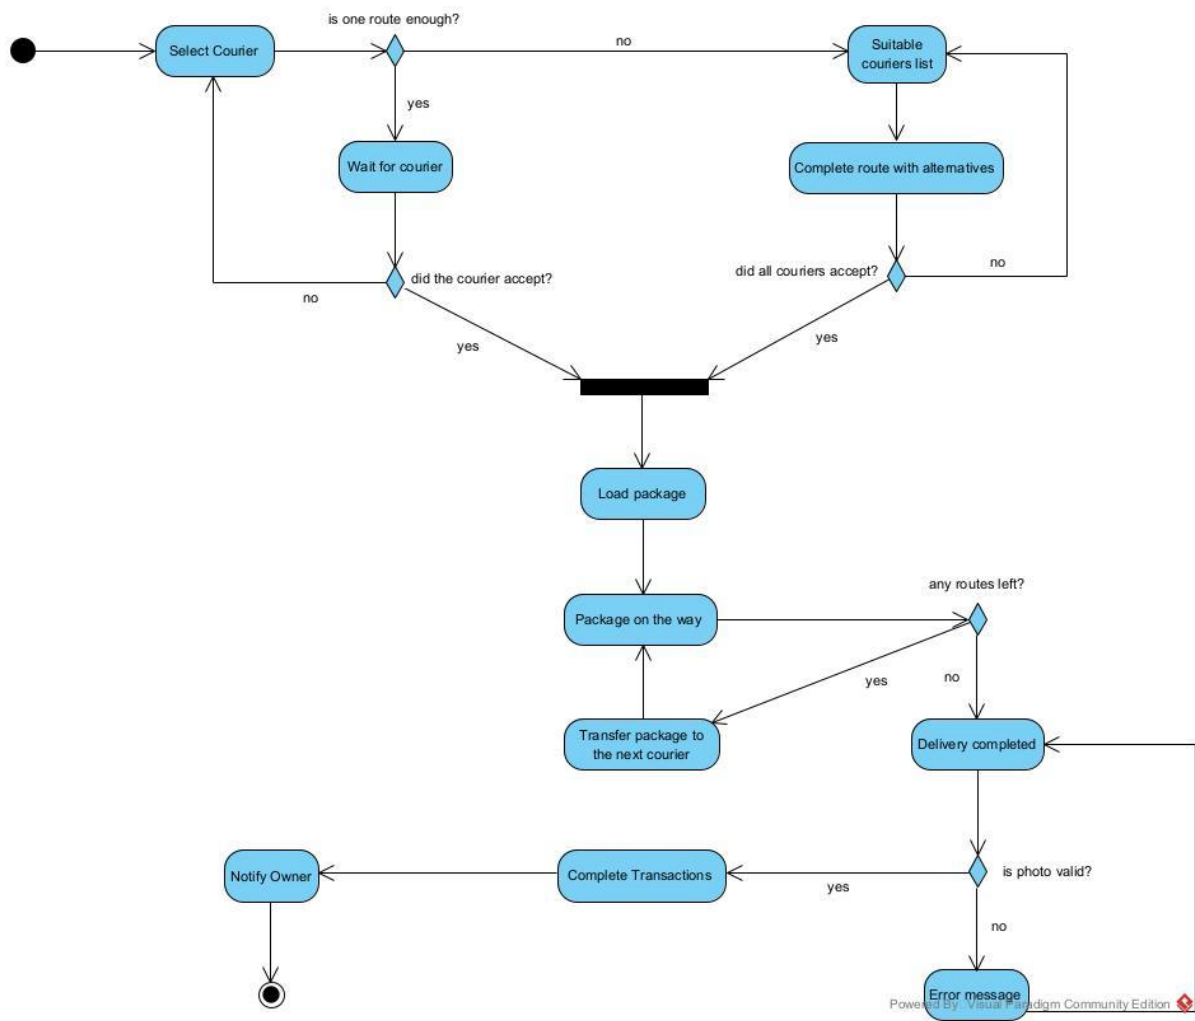 is one route enough?
Select Courier
no
Suitable
couriers list
yes
Wait for courier
Complete route with alternatives
did the courier accept?
did all couriers accept?
no
no
yes
yes
Load package
any routes left?
Package on the way
yes
no
Transfer package to
the next courier
Delivery completed
Notify Owner
Complete Transactions
yes
is photo valid?
no
Error message
Powered By Visual Paradigm Community Edition